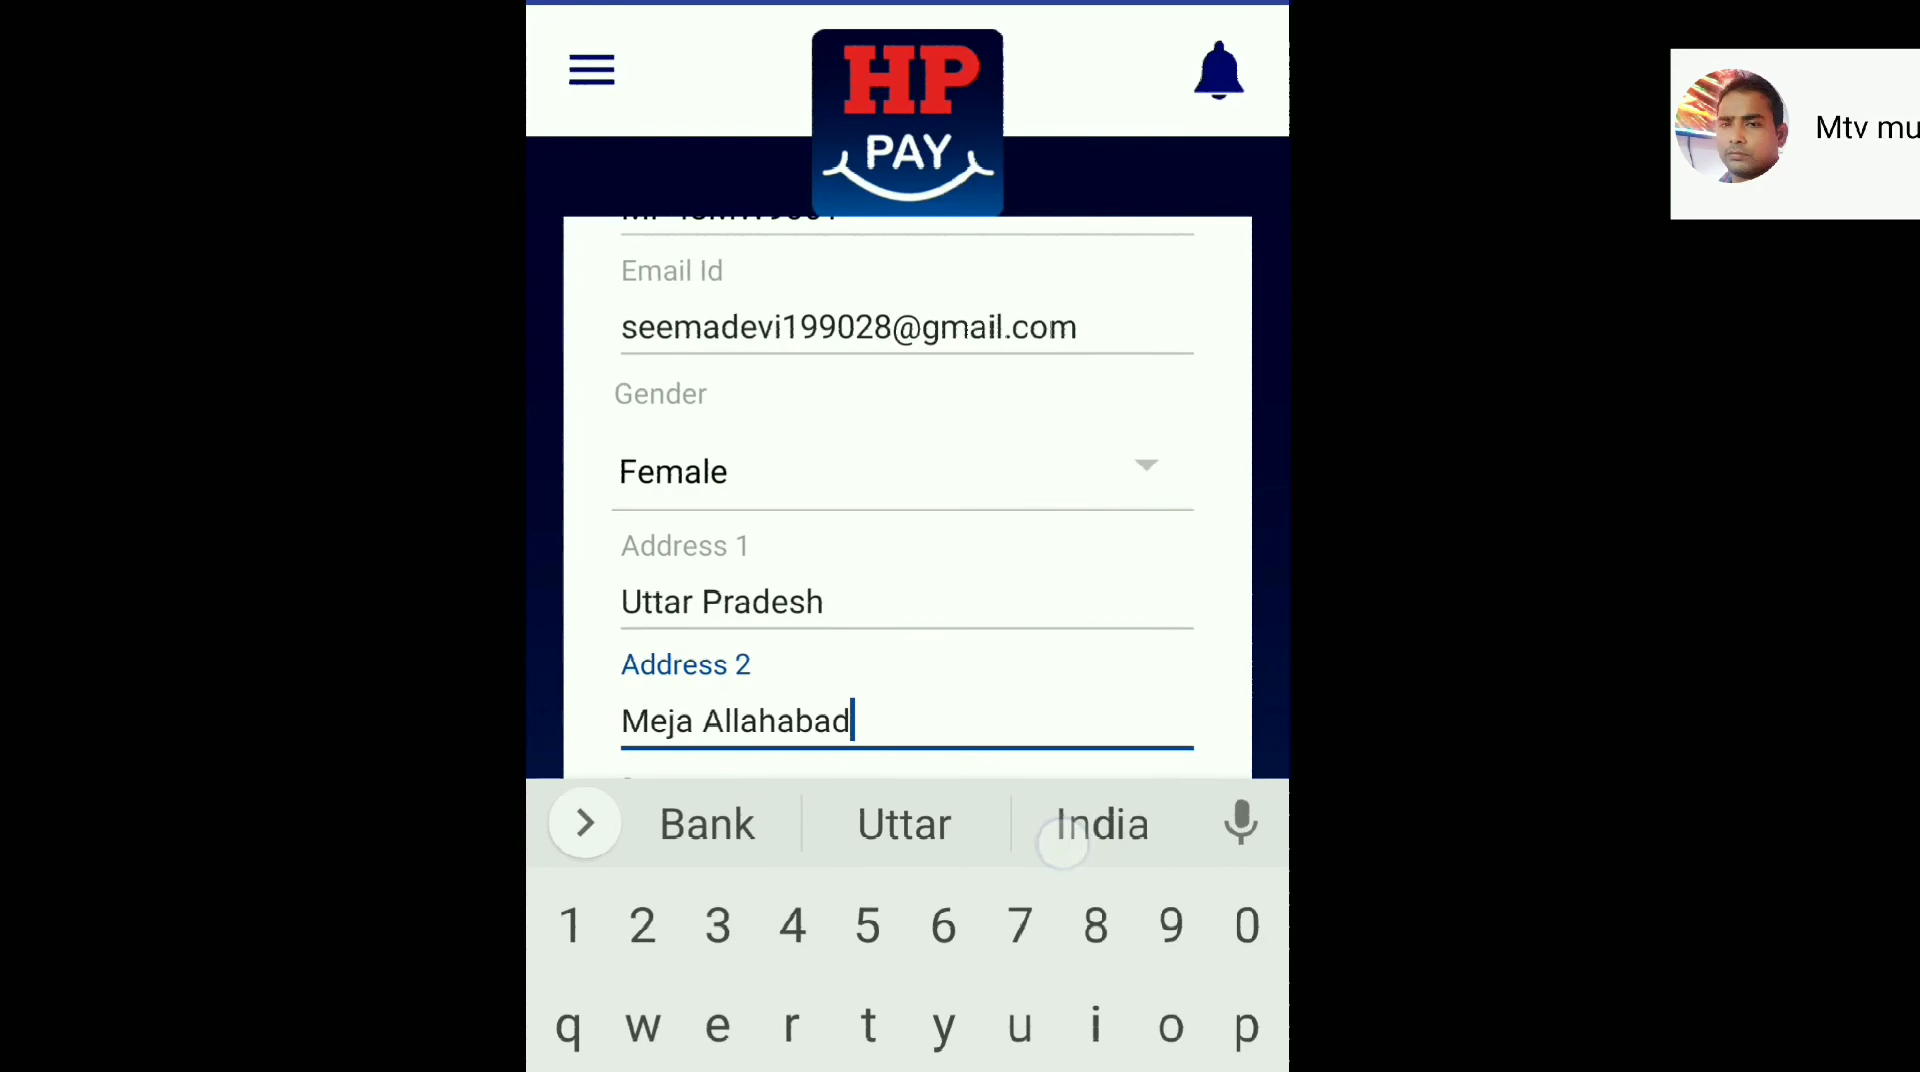 HP
PAY
Mtv mu
Email Id
seemadevi199028@gmail.com
Gender
Female
Address 1
Uttar Pradesh
Address 2
Meja Allahabad
Bank Uttar India
1 2 3 4 5 6 7 8 9 0
q w e r t y u i o p